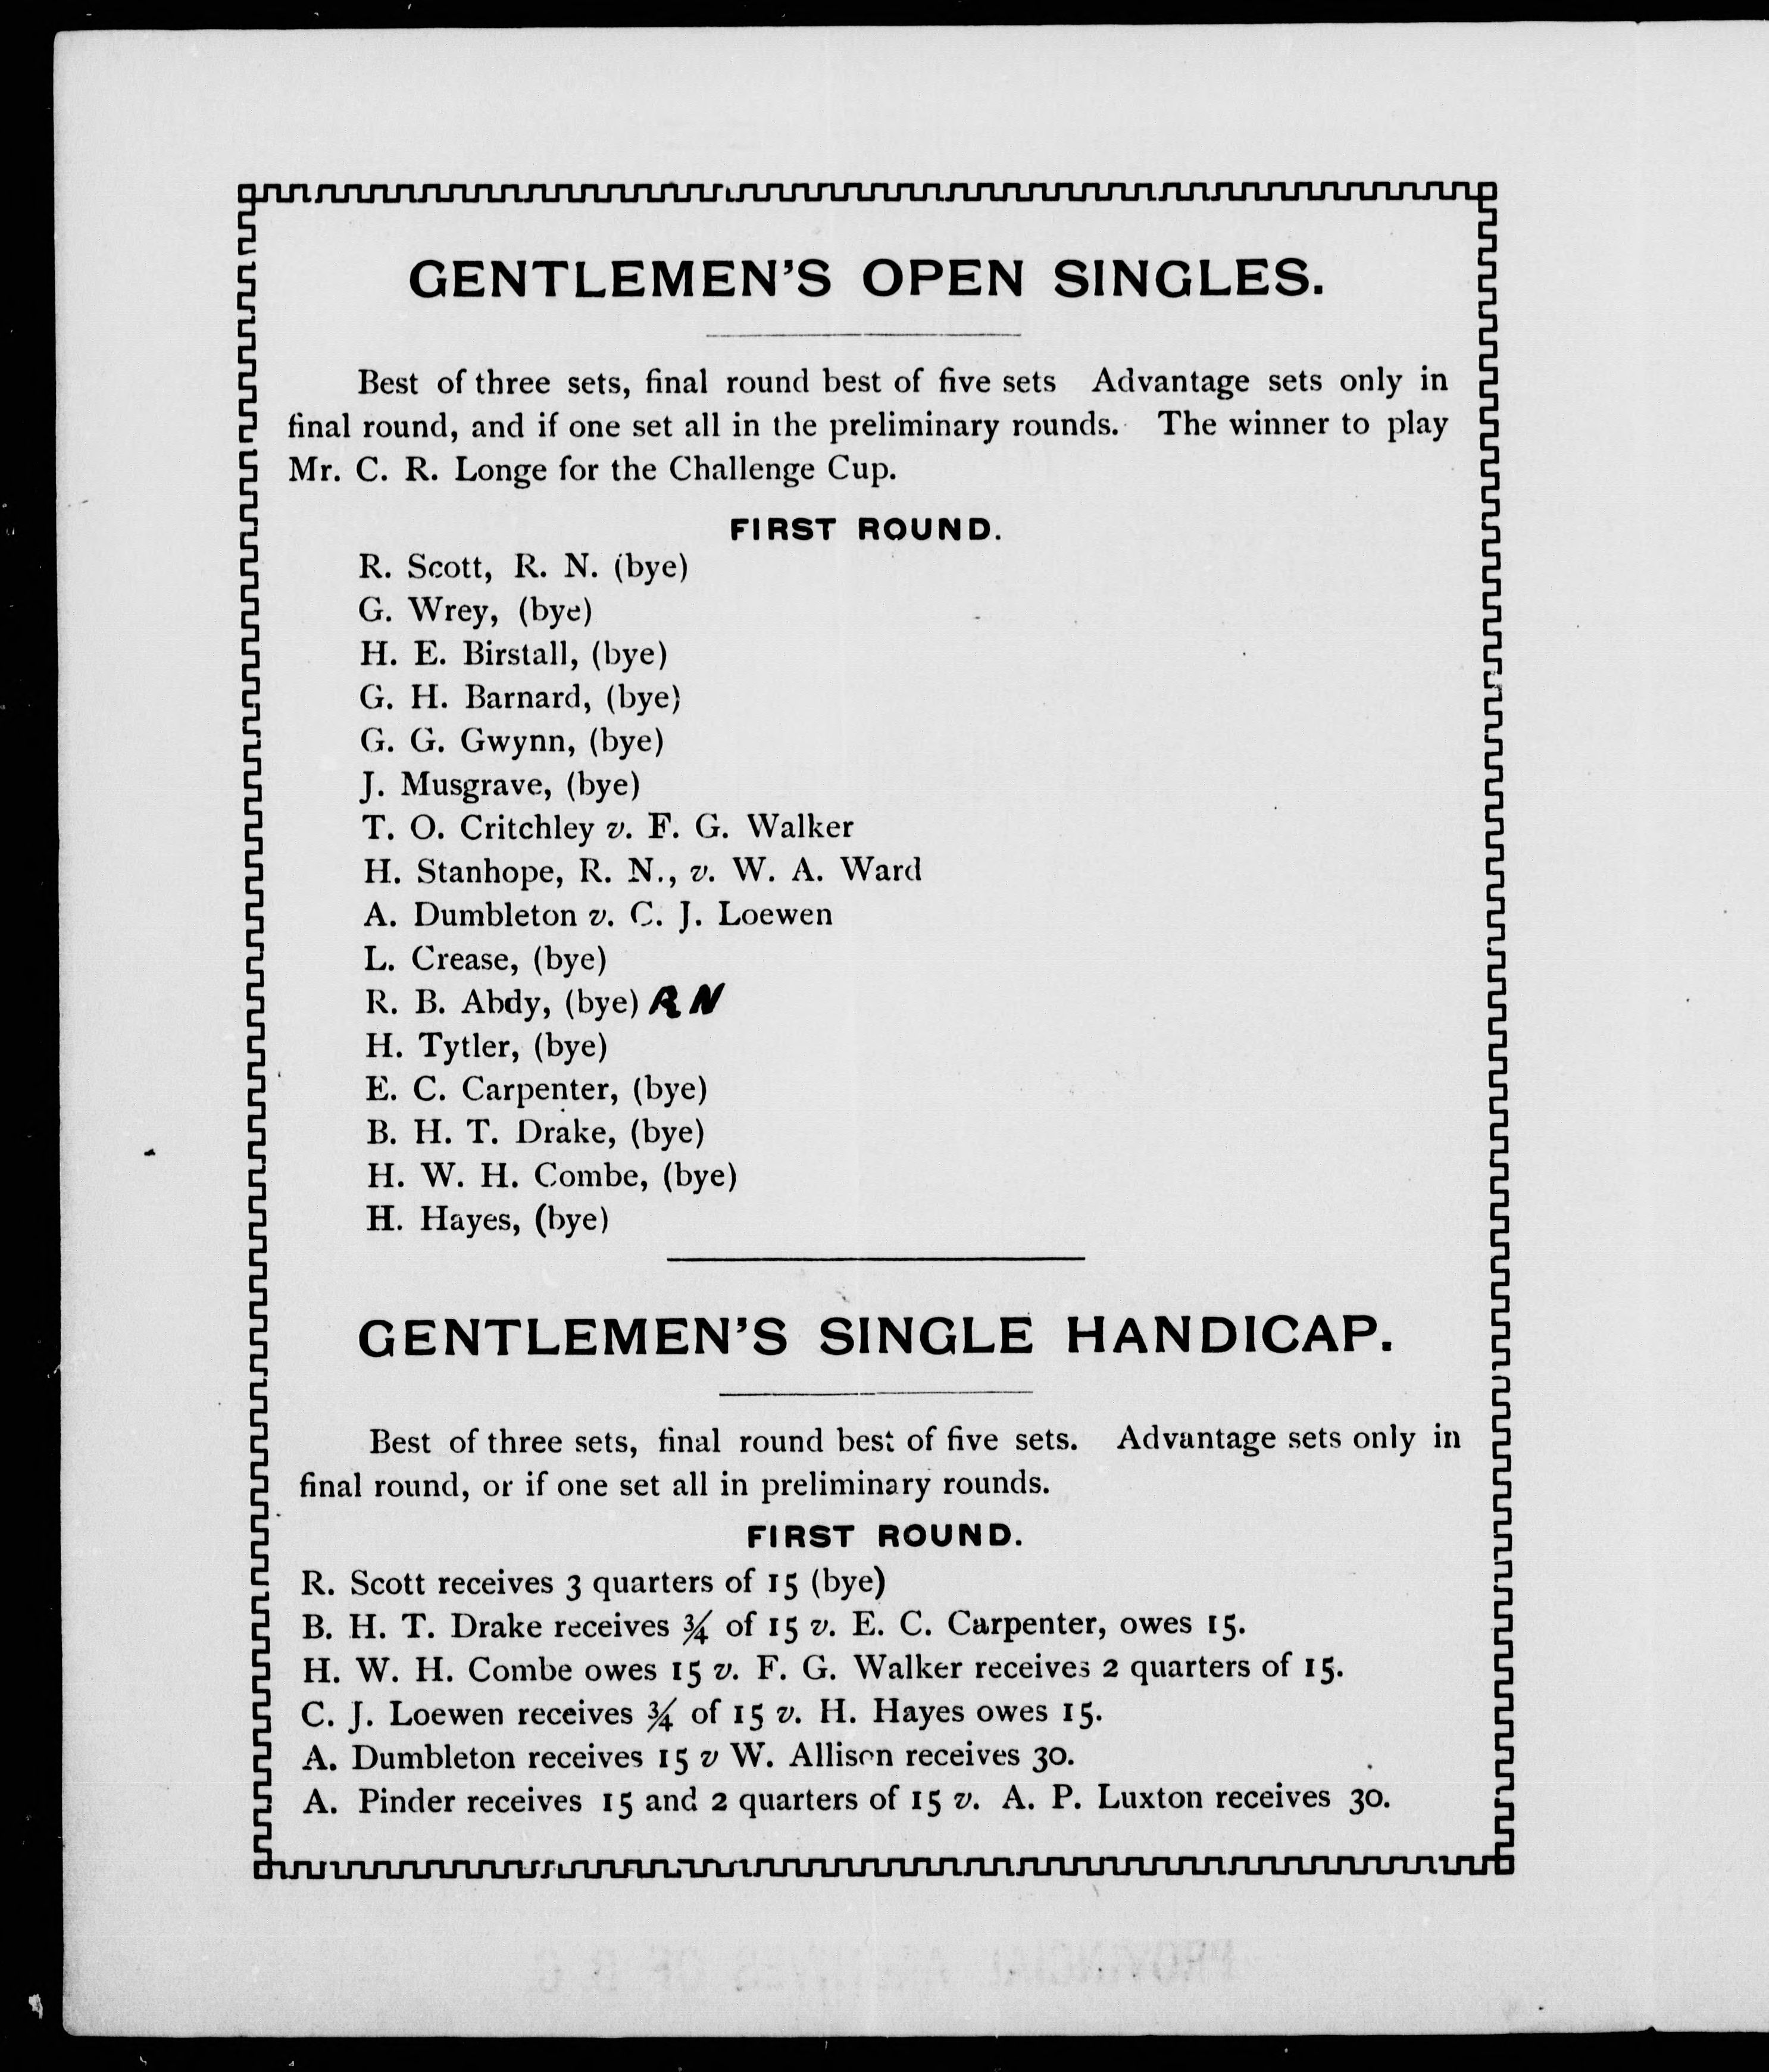 GENTLEMEN'S OPEN SINGLES.
Best of three sets, final round best of five sets Advantage sets only in
final round, and if one set all in the preliminary rounds. The winner to play
Mr. C. R. Longe for the Challenge Cup.
FIRST ROUND.
R. Scott, R. N. (bye)
G. Wrey, (bye)
H. E. Birstall, (bye)
G. H. Barnard, (bye)
G. G. Gwynn, (bye)
J. Musgrave, (bye)
T. O. Critchley v. F. G. Walker
H. Stanhope, R. N., v. W. A. Ward
A. Dumbleton v. C. J. Loewen
L. Crease, (bye)
R. B. Abdy, (bye) RN
H. Tytler, (bye)
E. C. Carpenter, (bye)
B. H. T. Drake, (bye)
H. W. H. Combe, (bye)
H. Hayes, (bye)
GENTLEMEN'S SINGLE HANDICAP.
Best of three sets, final round best of five sets. Advantage sets only in
final round, or if one set all in preliminary rounds.
FIRST ROUND.
R. Scott receives 3 quarters of 15 (bye)
B. H. T. Drake receives ¾ of 15 v. E. C. Carpenter, owes 15.
H. W. H. Combe owes 15 v. F. G. Walker receives 2 quarters of 15.
C. J. Loewen receives ¾ of 15 v. H. Hayes owes 15.
A. Dumbleton receives 15 v W. Allison receives 30.
A. Pinder receives 15 and 2 quarters of 15 v. A. P. Luxton receives 30.
PROVINCIAL ARCHIVES OF B. C.